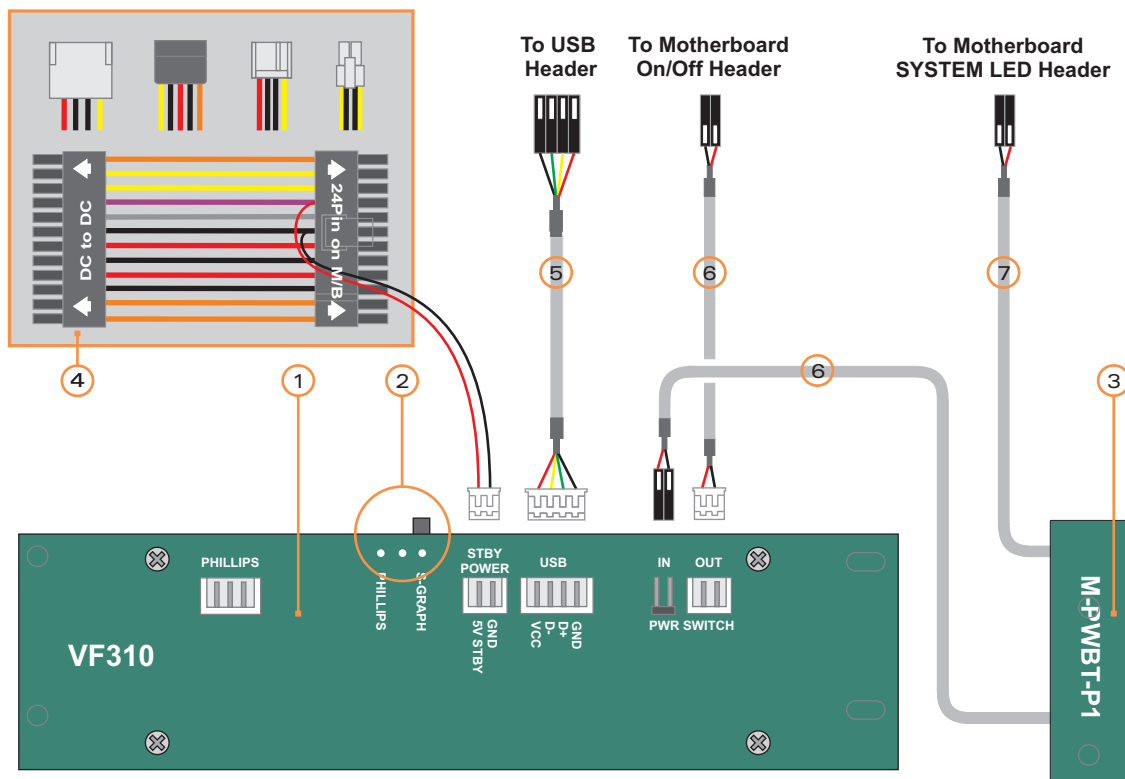 To USB
Header
To Motherboard
On/Off Header
To Motherboard
SYSTEM LED Header
DC to DC
24Pin on M/B
5
6
7
4
1
2
6
3
PHILLIPS
PHILLIPS
S-GRAPH
STBY
POWER
5V STBY
GND
USB
VCC
D-
D+
GND
IN
OUT
PWR SWITCH
VF310
M-PWBT-P1